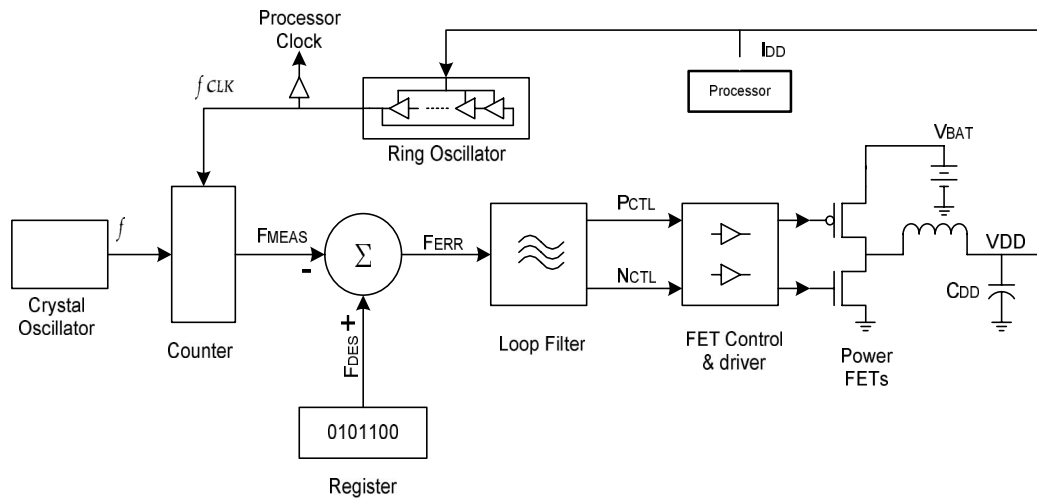 Processor
Clock
IDD
Processor
f CLK
Ring Oscillator
VBAT
f
Crystal
Oscillator
Counter
FMEAS
-
Σ
FERR
FDES +
0101100
Register
Loop Filter
PCTL
NCTL
FET Control
& driver
Power
FETs
VDD
CDD